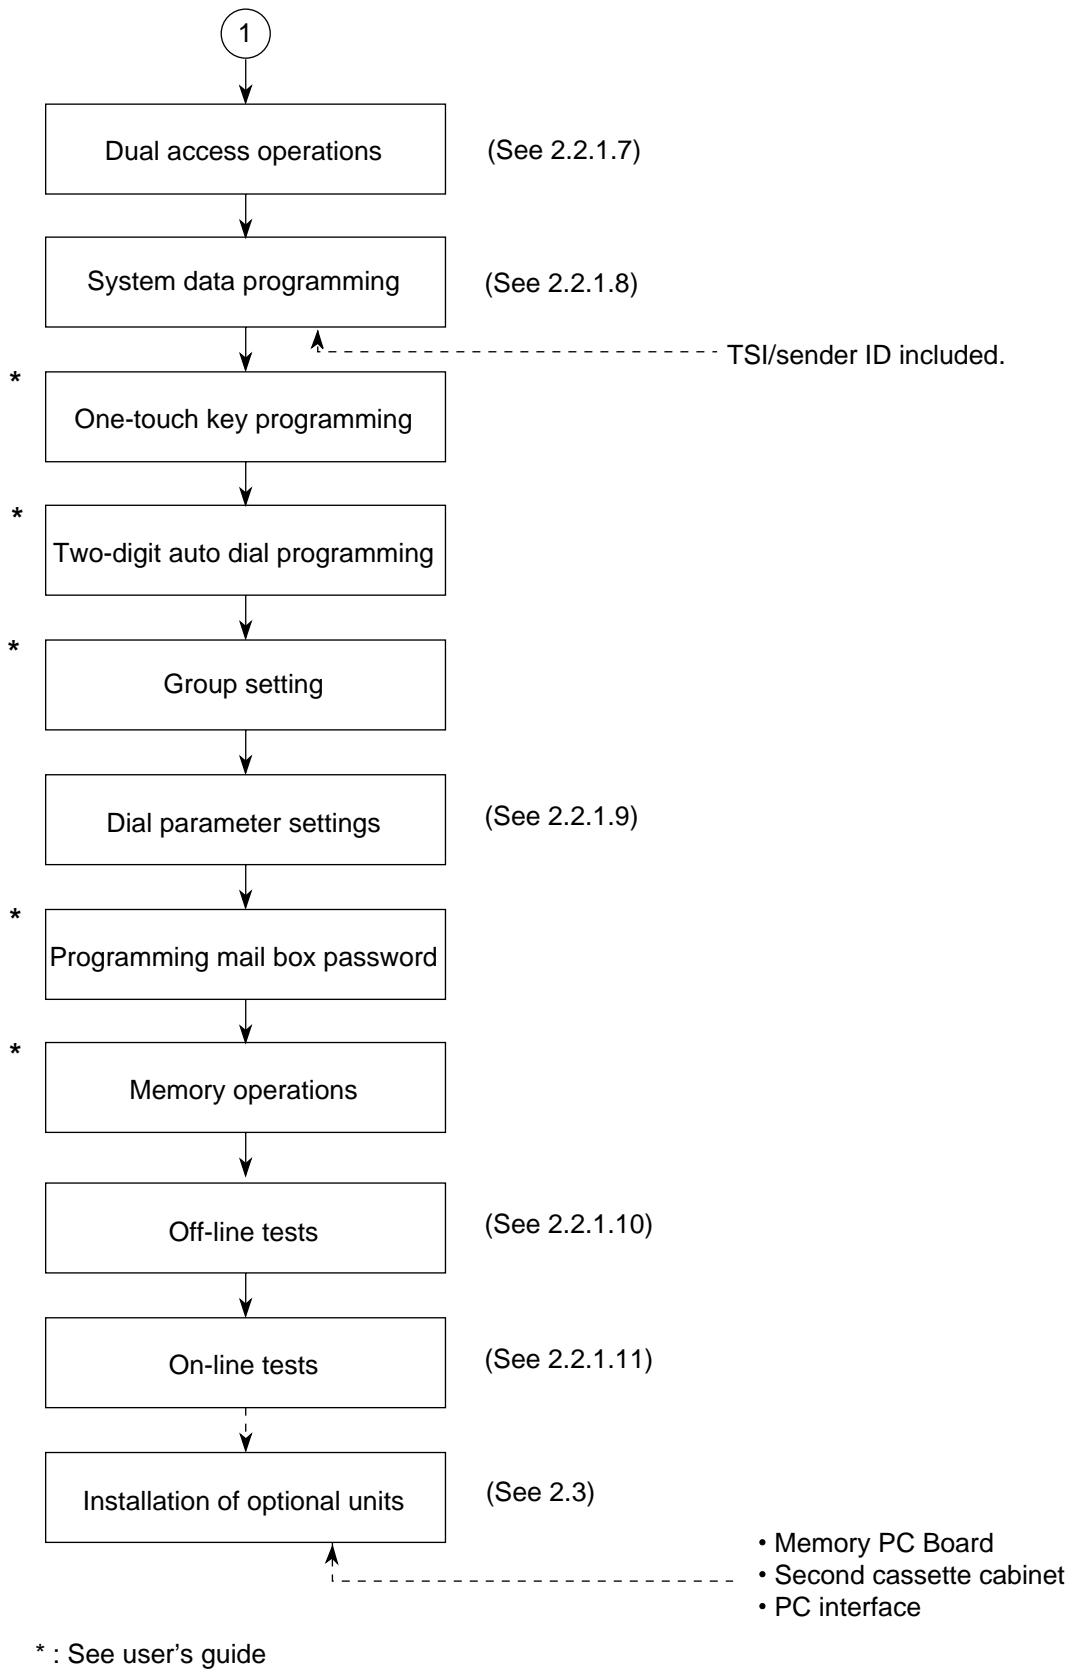 1
Dual access operations
(See 2.2.1.7)
System data programming
(See 2.2.1.8)
TSI/sender ID included.
*
One-touch key programming
*
Two-digit auto dial programming
*
Group setting
Dial parameter settings
(See 2.2.1.9)
*
Programming mail box password
*
Memory operations
Off-line tests
(See 2.2.1.10)
On-line tests
(See 2.2.1.11)
Installation of optional units
(See 2.3)
• Memory PC Board
• Second cassette cabinet
• PC interface
* : See user’s guide